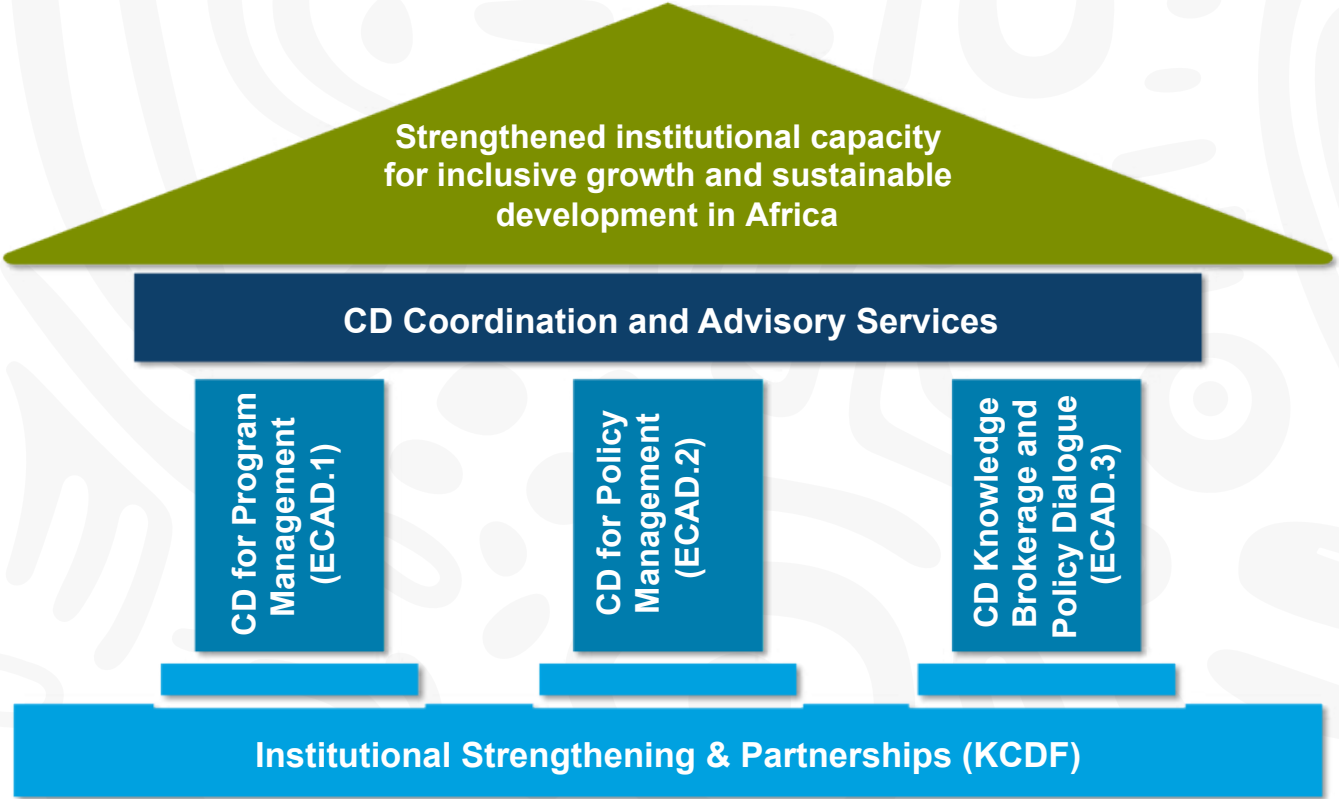 Strengthened institutional capacity
for inclusive growth and sustainable
development in Africa
CD Coordination and Advisory Services
CD for Program
Management
(ECAD.1)
CD for Policy
Management
(ECAD.2)
CD Knowledge
Brokerage and
Policy Dialogue
(ECAD.3)
Institutional Strengthening & Partnerships (KCDF)